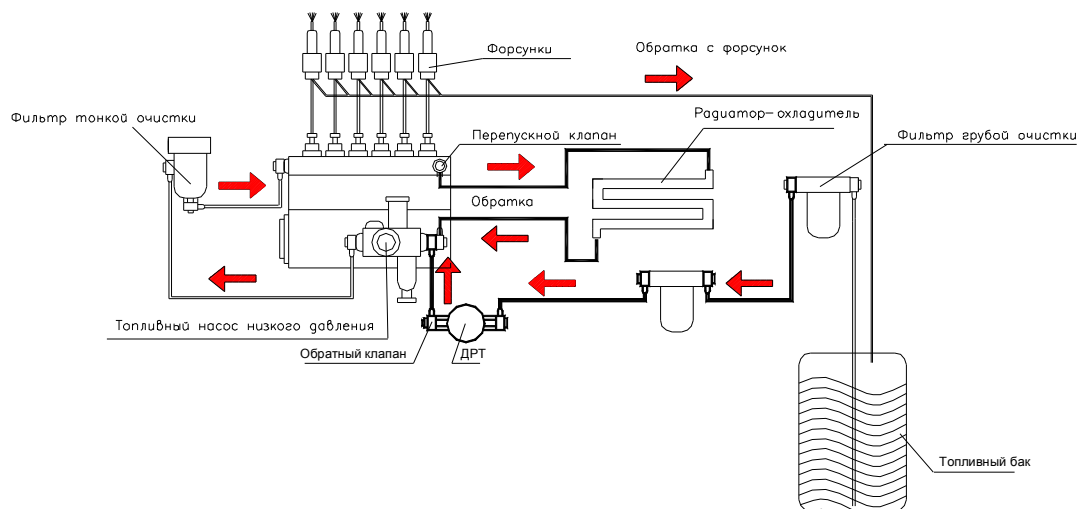 Форсунки
Обратка с форсунок
Фильтр тонкой очистки
Перепускной клапан
Радиатор-охладитель
Фильтр грубой очистки
Обратка
Топливный насос низкого давления
Обратный клапан
ДРТ
Топливный бак